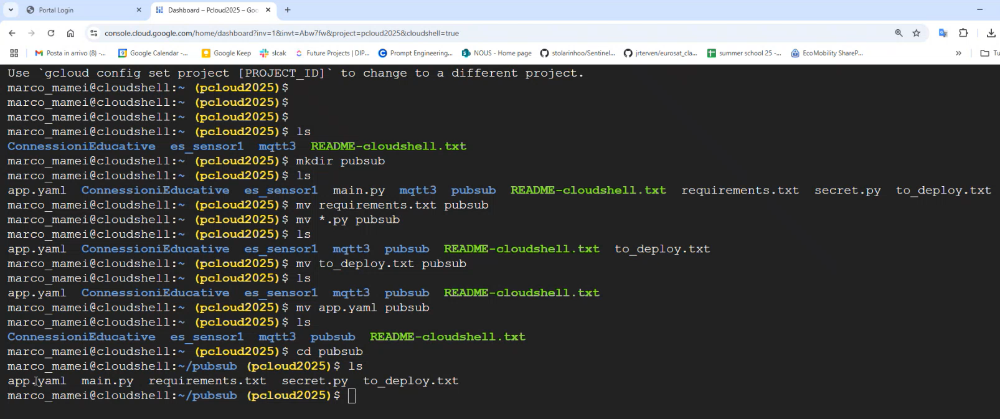 Portal Login
Dashboard – Pcloud2025 – Goo
console.cloud.google.com/home/dashboard?inv=1&invt=Abw7fw&project=pcloud2025&cloudshell=true
Posta in arrivo (8) -... Google Calendar -... Google Keep slkak Future Projects | DIP... Prompt Engineering... NOUS - Home page stolarinhoo/Sentinel... jrterven/eurosat_cla... summer school 25 -... EcoMobility ShareP... » Tu
Use `gcloud config set project [PROJECT_ID]` to change to a different project.
marco_mamei@cloudshell:~ (pcloud2025)$
marco_mamei@cloudshell:~ (pcloud2025)$
marco_mamei@cloudshell:~ (pcloud2025)$
marco_mamei@cloudshell:~ (pcloud2025)$ ls
ConnessioniEducative es_sensor1 mqtt3 README-cloudshell.txt
marco_mamei@cloudshell:~ (pcloud2025)$ mkdir pubsub
marco_mamei@cloudshell:~ (pcloud2025)$ ls
app.yaml ConnessioniEducative es_sensor1 main.py mqtt3 pubsub README-cloudshell.txt requirements.txt secret.py to_deploy.txt
marco_mamei@cloudshell:~ (pcloud2025)$ mv requirements.txt pubsub
marco_mamei@cloudshell:~ (pcloud2025)$ mv *.py pubsub
marco_mamei@cloudshell:~ (pcloud2025)$ ls
app.yaml ConnessioniEducative es_sensor1 mqtt3 pubsub README-cloudshell.txt to_deploy.txt
marco_mamei@cloudshell:~ (pcloud2025)$ mv to_deploy.txt pubsub
marco_mamei@cloudshell:~ (pcloud2025)$ ls
app.yaml ConnessioniEducative es_sensor1 mqtt3 pubsub README-cloudshell.txt
marco_mamei@cloudshell:~ (pcloud2025)$ mv app.yaml pubsub
marco_mamei@cloudshell:~ (pcloud2025)$ ls
ConnessioniEducative es_sensor1 mqtt3 pubsub README-cloudshell.txt
marco_mamei@cloudshell:~ (pcloud2025)$ cd pubsub
marco_mamei@cloudshell:~/pubsub (pcloud2025)$ ls
app.yaml main.py requirements.txt secret.py to_deploy.txt
marco_mamei@cloudshell:~/pubsub (pcloud2025)$